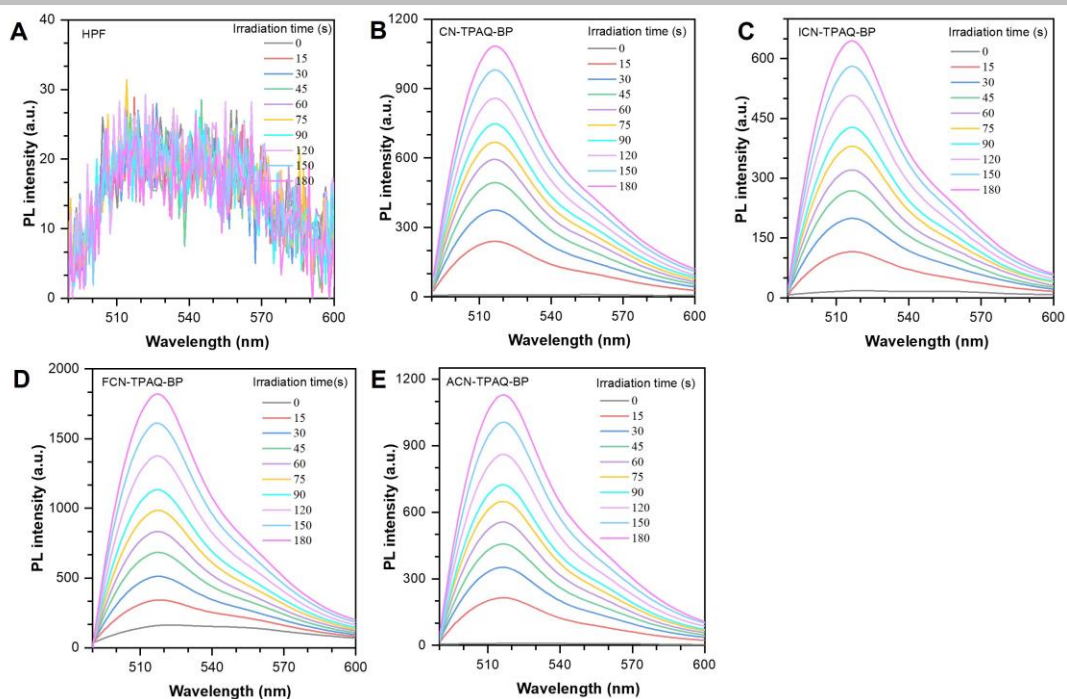 A
HPF
Irradiation time (s)
0
15
30
45
60
75
90
120
150
180
40
30
20
10
0
510 540 570 600
PL intensity (a.u.)
Wavelength (nm)
B
CN-TPAQ-BP
Irradiation time (s)
0
15
30
45
60
75
90
120
150
180
1200
900
600
300
0
510 540 570 600
PL intensity (a.u.)
Wavelength (nm)
C
ICN-TPAQ-BP
Irradiation time (s)
0
15
30
45
60
75
90
120
150
180
600
450
300
150
0
510 540 570 600
PL intensity (a.u.)
Wavelength (nm)
D
FCN-TPAQ-BP
Irradiation time(s)
0
15
30
45
60
75
90
120
150
180
2000
1500
1000
500
0
510 540 570 600
PL intensity (a.u.)
Wavelength (nm)
E
ACN-TPAQ-BP
Irradiation time (s)
0
15
30
45
60
75
90
120
150
180
1200
900
600
300
0
510 540 570 600
PL intensity (a.u.)
Wavelength (nm)